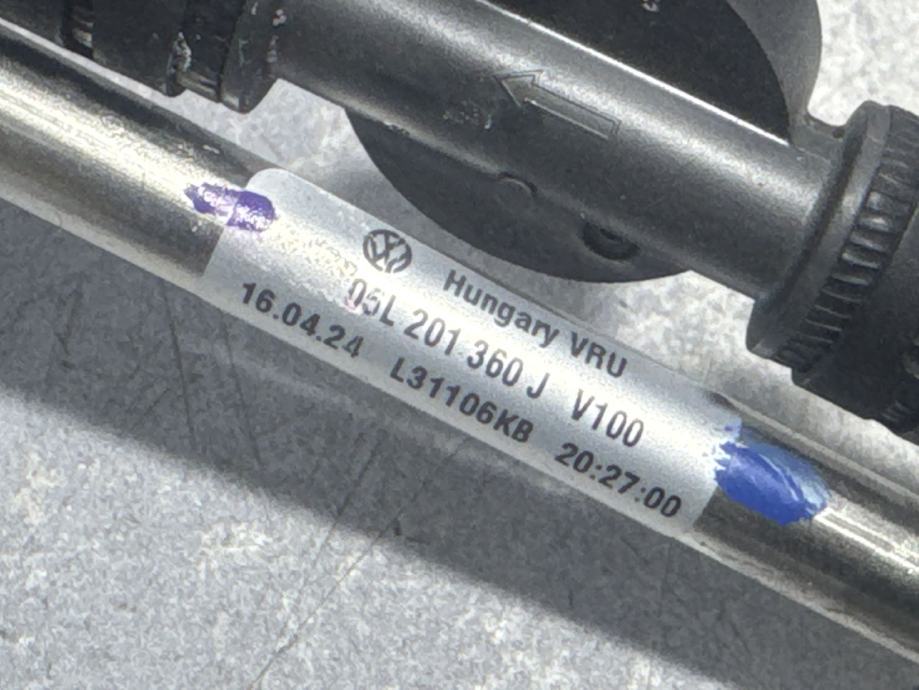 Hungary VRU
05L 201 360 J V100
16.04.24 L31106KB 20:27:00